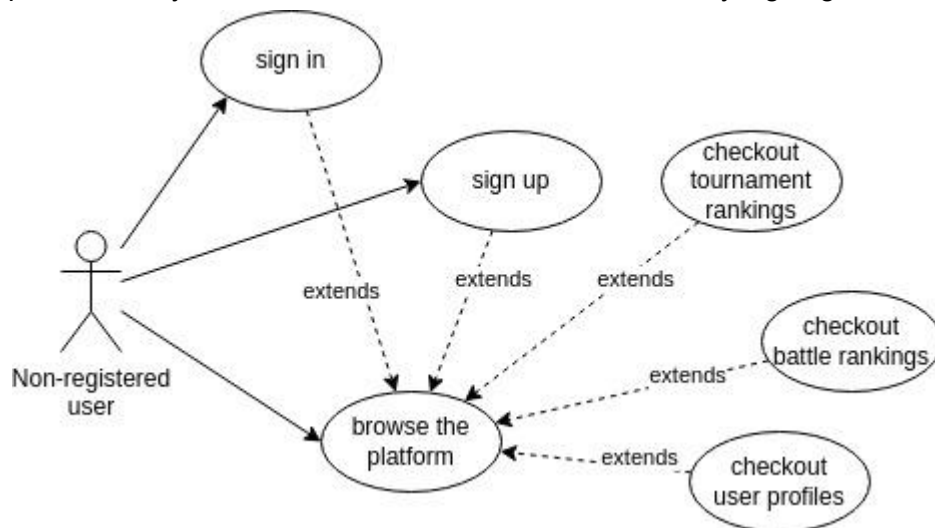 sign in
sign up
checkout
tournament
rankings
extends
extends
extends
checkout
battle rankings
Non-registered
user
extends
browse the
platform
extends
checkout
user profiles